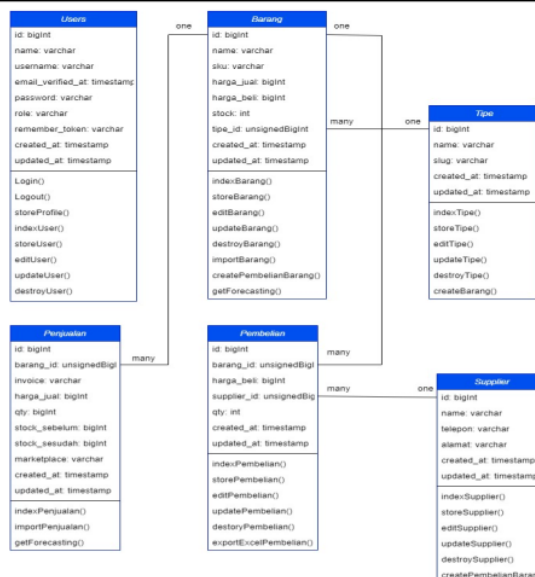 Users
id: bigInt
name: varchar
username: varchar
email_verified_at: timestamp
password: varchar
role: varchar
remember_token: varchar
created_at: timestamp
updated_at: timestamp
Login()
Logout()
storeProfile()
indexUser()
storeUser()
editUser()
updateUser()
destroyUser()
one
Barang
id: bigInt
name: varchar
sku: varchar
harga_jual: bigInt
harga_beli: bigInt
stock: int
tipe_id: unsignedBigInt
created_at: timestamp
updated_at: timestamp
indexBarang()
storeBarang()
editBarang()
updateBarang()
destroyBarang()
importBarang()
createPembelianBarang()
getForecasting()
one
many
one
Tipe
id: bigInt
name: varchar
slug: varchar
created_at: timestamp
updated_at: timestamp
indexTipe()
storeTipe()
editTipe()
updateTipe()
destroyTipe()
createBarang()
Penjualan
id: bigInt
barang_id: unsignedBigI
invoice: varchar
harga_jual: bigInt
qty: bigInt
stock_sebelum: bigInt
stock_sesudah: bigInt
marketplace: varchar
created_at: timestamp
updated_at: timestamp
indexPenjualan()
importPenjualan()
getForecasting()
many
Pembelian
id: bigInt
barang_id: unsignedBigI
harga_beli: bigInt
supplier_id: unsignedBig
qty: int
created_at: timestamp
updated_at: timestamp
indexPembelian()
storePembelian()
editPembelian()
updatePembelian()
destoryPembelian()
exportExcelPembelian()
many
many
one
Supplier
id: bigInt
name: varchar
telepon: varchar
alamat: varchar
created_at: timestamp
updated_at: timestamp
indexSupplier()
storeSupplier()
editSupplier()
updateSupplier()
destroySupplier()
createPembelianBaran